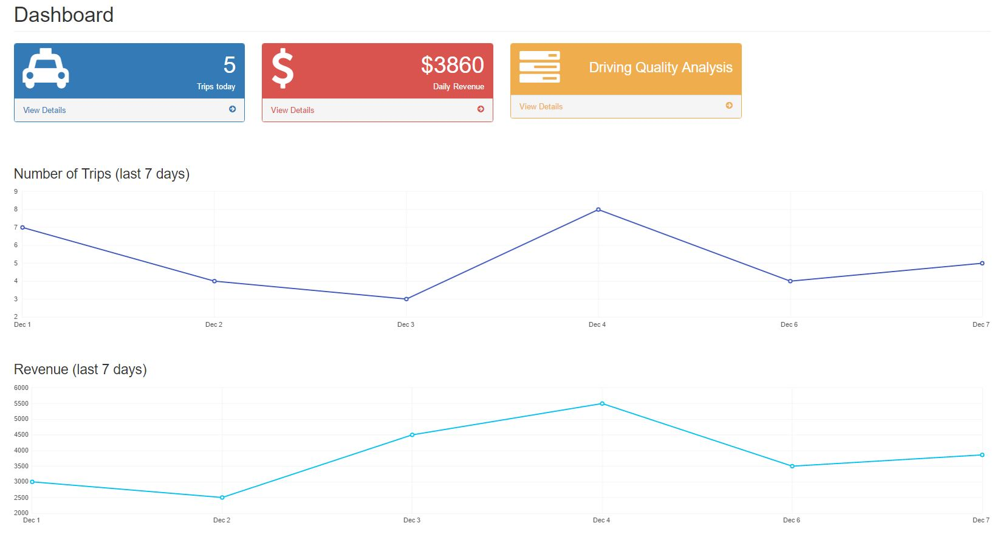 Dashboard
5
Trips today
View Details
$3860
Daily Revenue
View Details
Driving Quality Analysis
View Details
Number of Trips (last 7 days)
9
8
7
6
5
4
3
2
Dec 1 Dec 2 Dec 3 Dec 4 Dec 6 Dec 7
Revenue (last 7 days)
6000
5500
5000
4500
4000
3500
3000
2500
2000
Dec 1 Dec 2 Dec 3 Dec 4 Dec 6 Dec 7